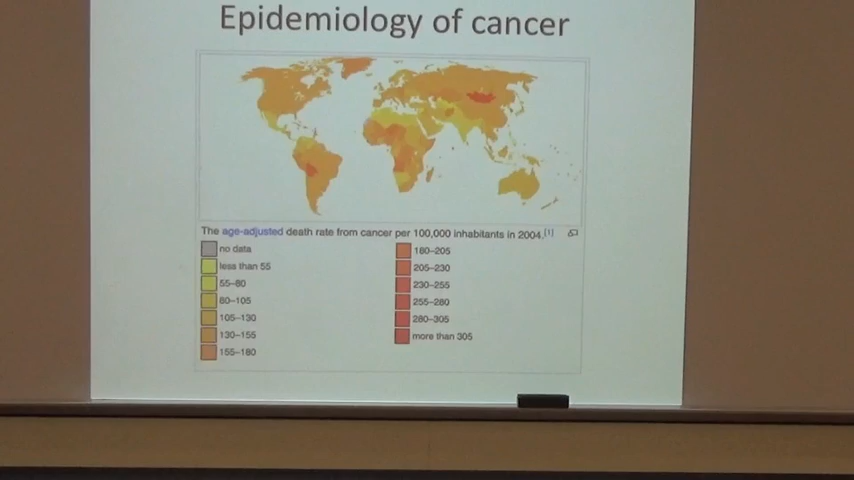 Epidemiology of cancer
The age-adjusted death rate from cancer per 100,000 inhabitants in 2004.[1]
no data
less than 55
55–80
80–105
105–130
130–155
155–180
180–205
205–230
230–255
255–280
280–305
more than 305